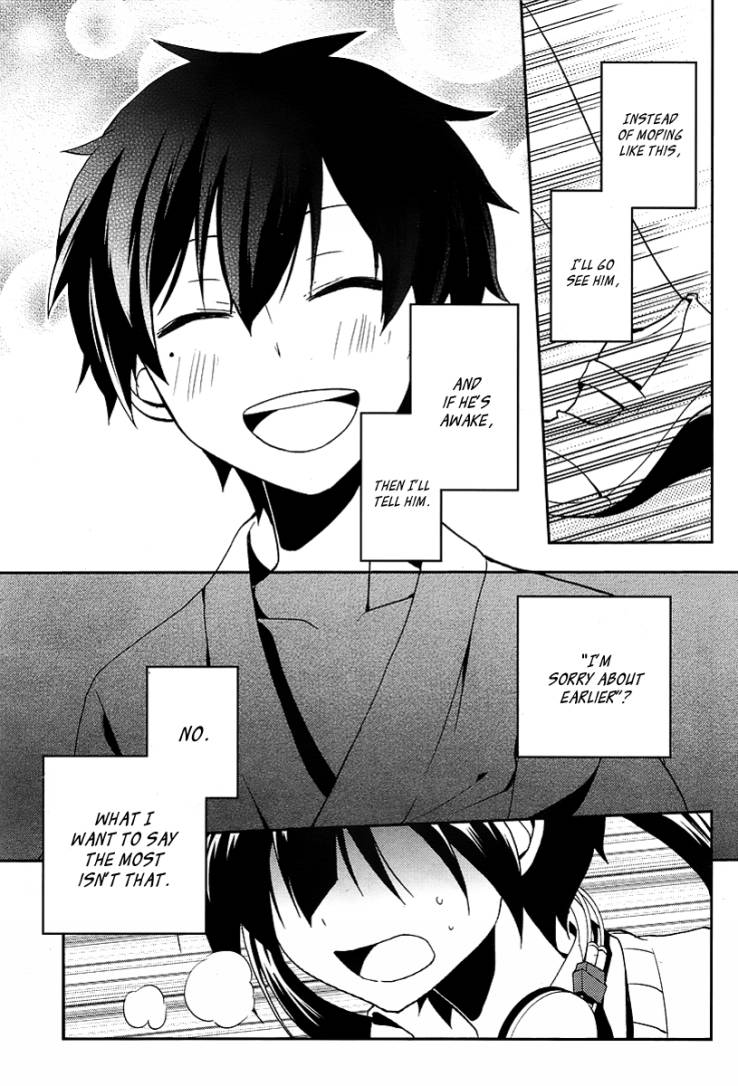 INSTEAD
OF MOPING
LIKE THIS,
I'LL GO
SEE HIM,
AND
IF HE'S
AWAKE,
THEN I'LL
TELL HIM.
"I'M
SORRY ABOUT
EARLIER"?
NO.
WHAT I
WANT TO SAY
THE MOST
ISN'T THAT.